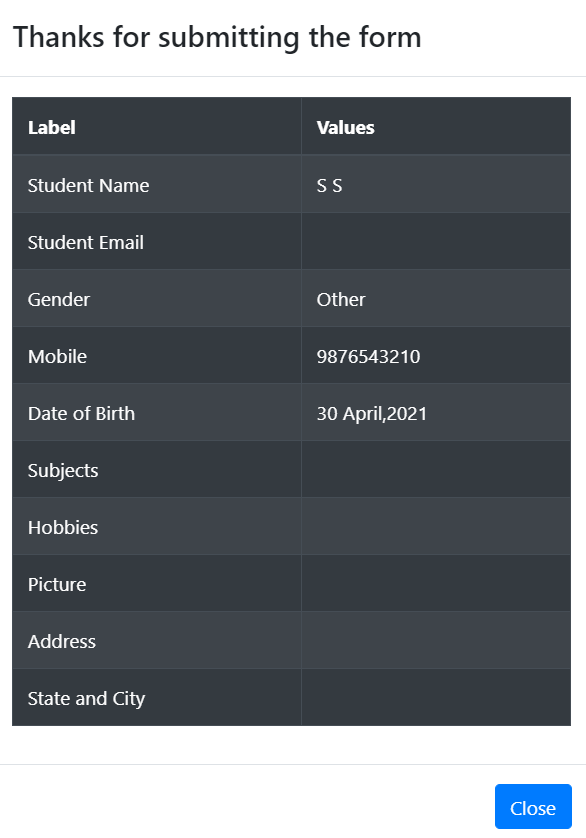 Thanks for submitting the form
Label Values
Student Name S S
Student Email
Gender Other
Mobile 9876543210
Date of Birth 30 April,2021
Subjects
Hobbies
Picture
Address
State and City
Close